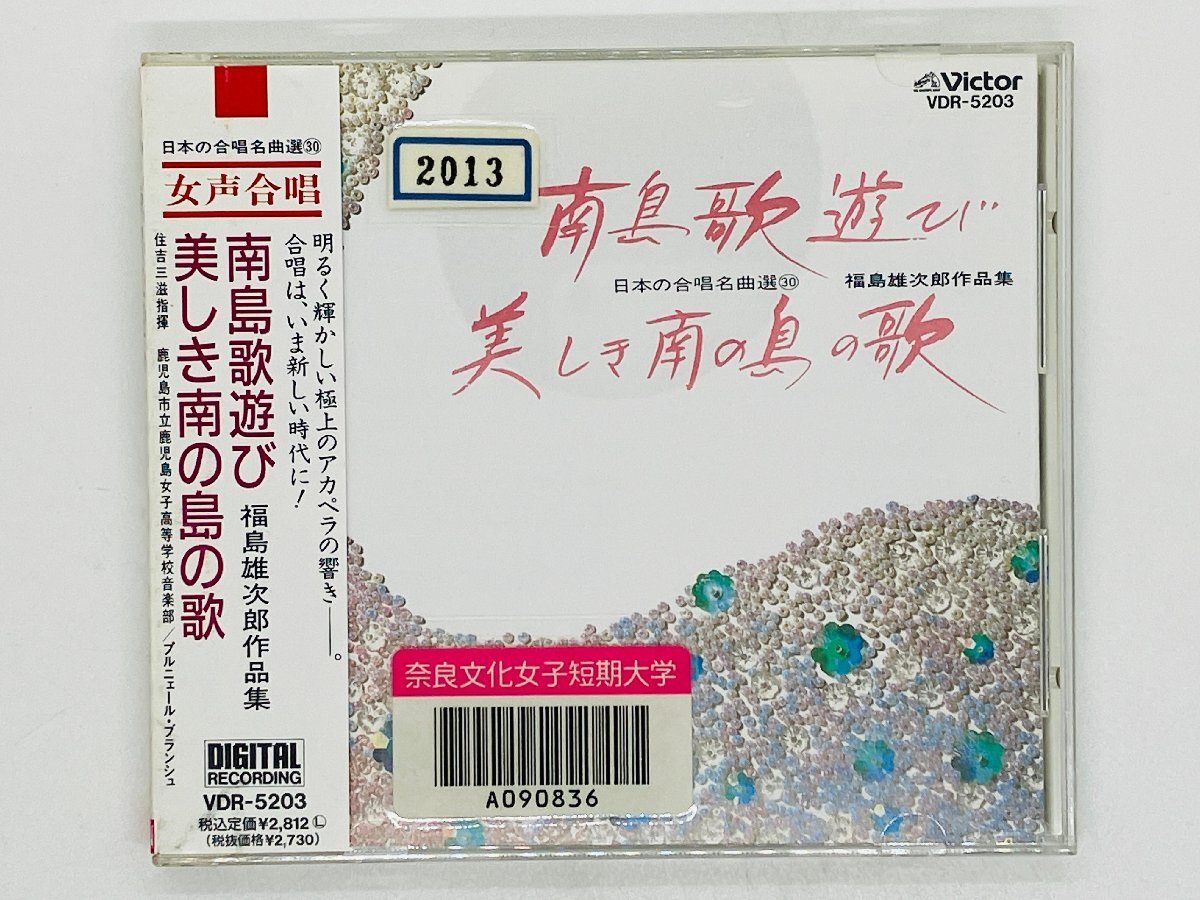 日本の合唱名曲選㉚
女声合唱
明るく輝かしい極上のアカペラの響き――。
合唱は、いま新しい時代に!
南島歌遊び 福島雄次郎作品集
美しき南の島の歌
住吉三滋指揮 鹿児島市立鹿児島女子高等学校音楽部/プルニエール・ブランシュ
DIGITAL
RECORDING
VDR-5203
税込定価¥2,812 Ⓛ
(税抜価格¥2,730)
Victor
VDR-5203
2013
南島歌遊び
日本の合唱名曲選㉚ 福島雄次郎作品集
美しき南の島の歌
奈良文化女子短期大学
A090836